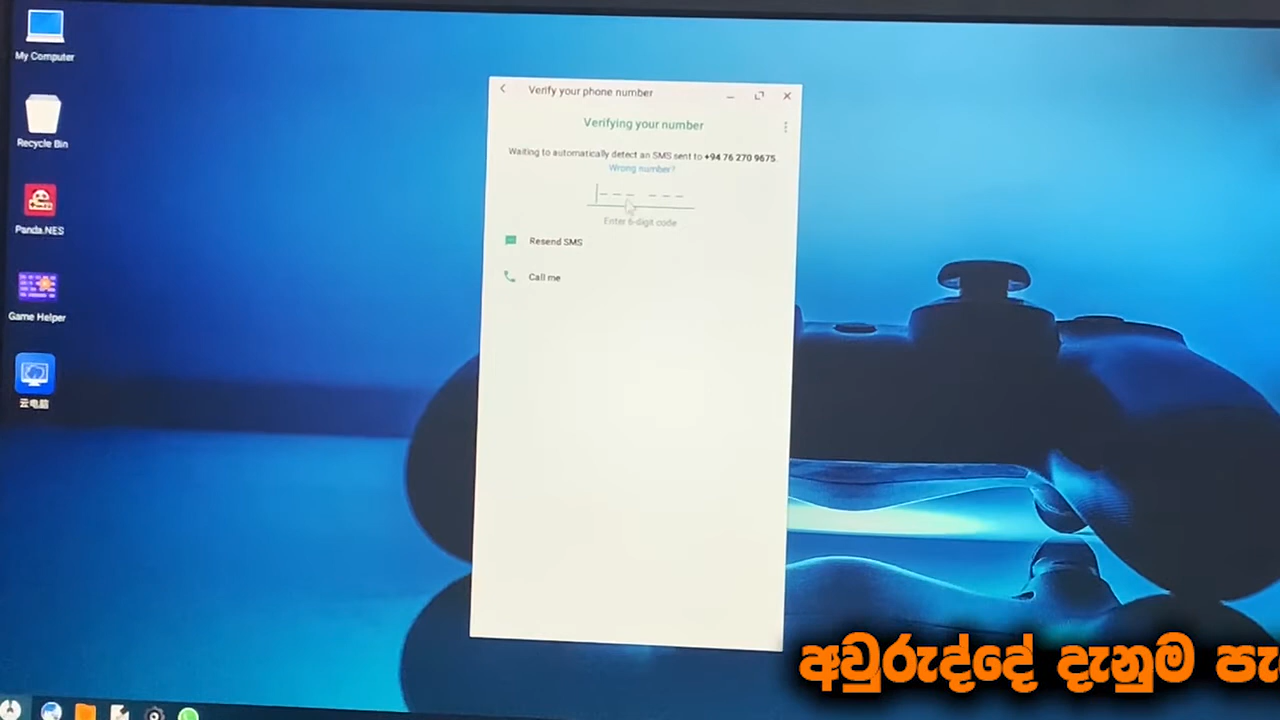 My Computer
Recycle Bin
Panda.NES
Game Helper
云电脑
Verify your phone number
Verifying your number
Waiting to automatically detect an SMS sent to +94 76 270 9675.
Wrong number?
Enter 6-digit code
Resend SMS
Call me
අවුරුද්දේ දැනුම පැ